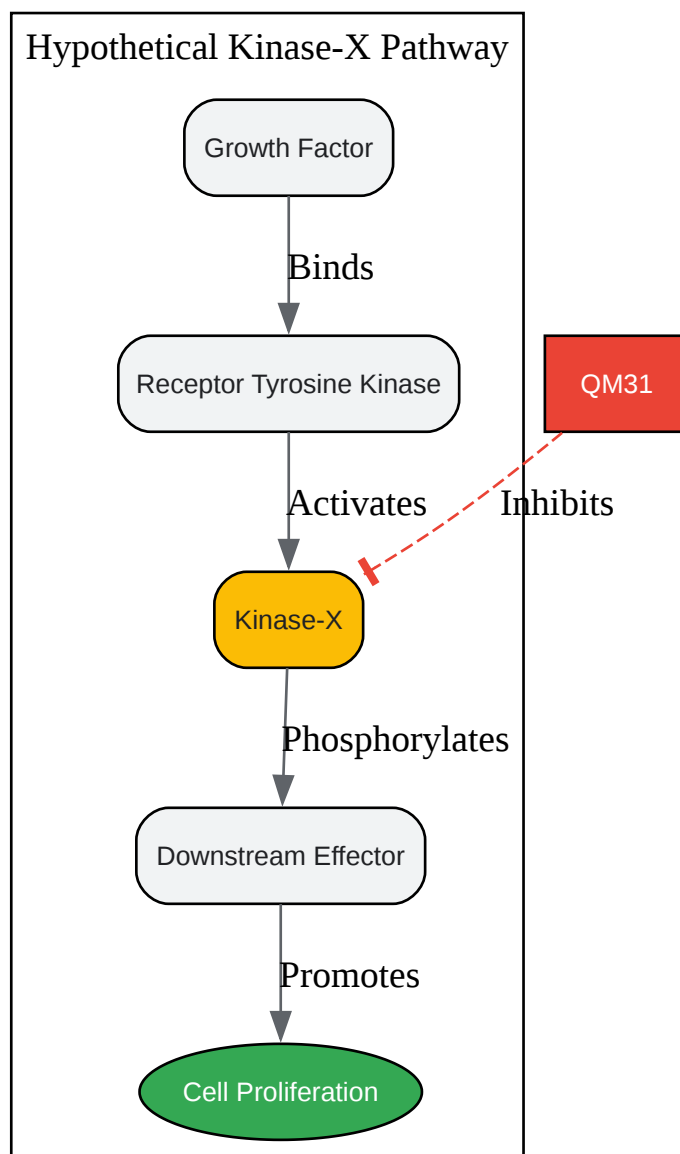 Hypothetical Kinase-X Pathway
Growth Factor
Binds
Receptor Tyrosine Kinase
QM31
Activates
Inhibits
Kinase-X
Phosphorylates
Downstream Effector
Promotes
Cell Proliferation